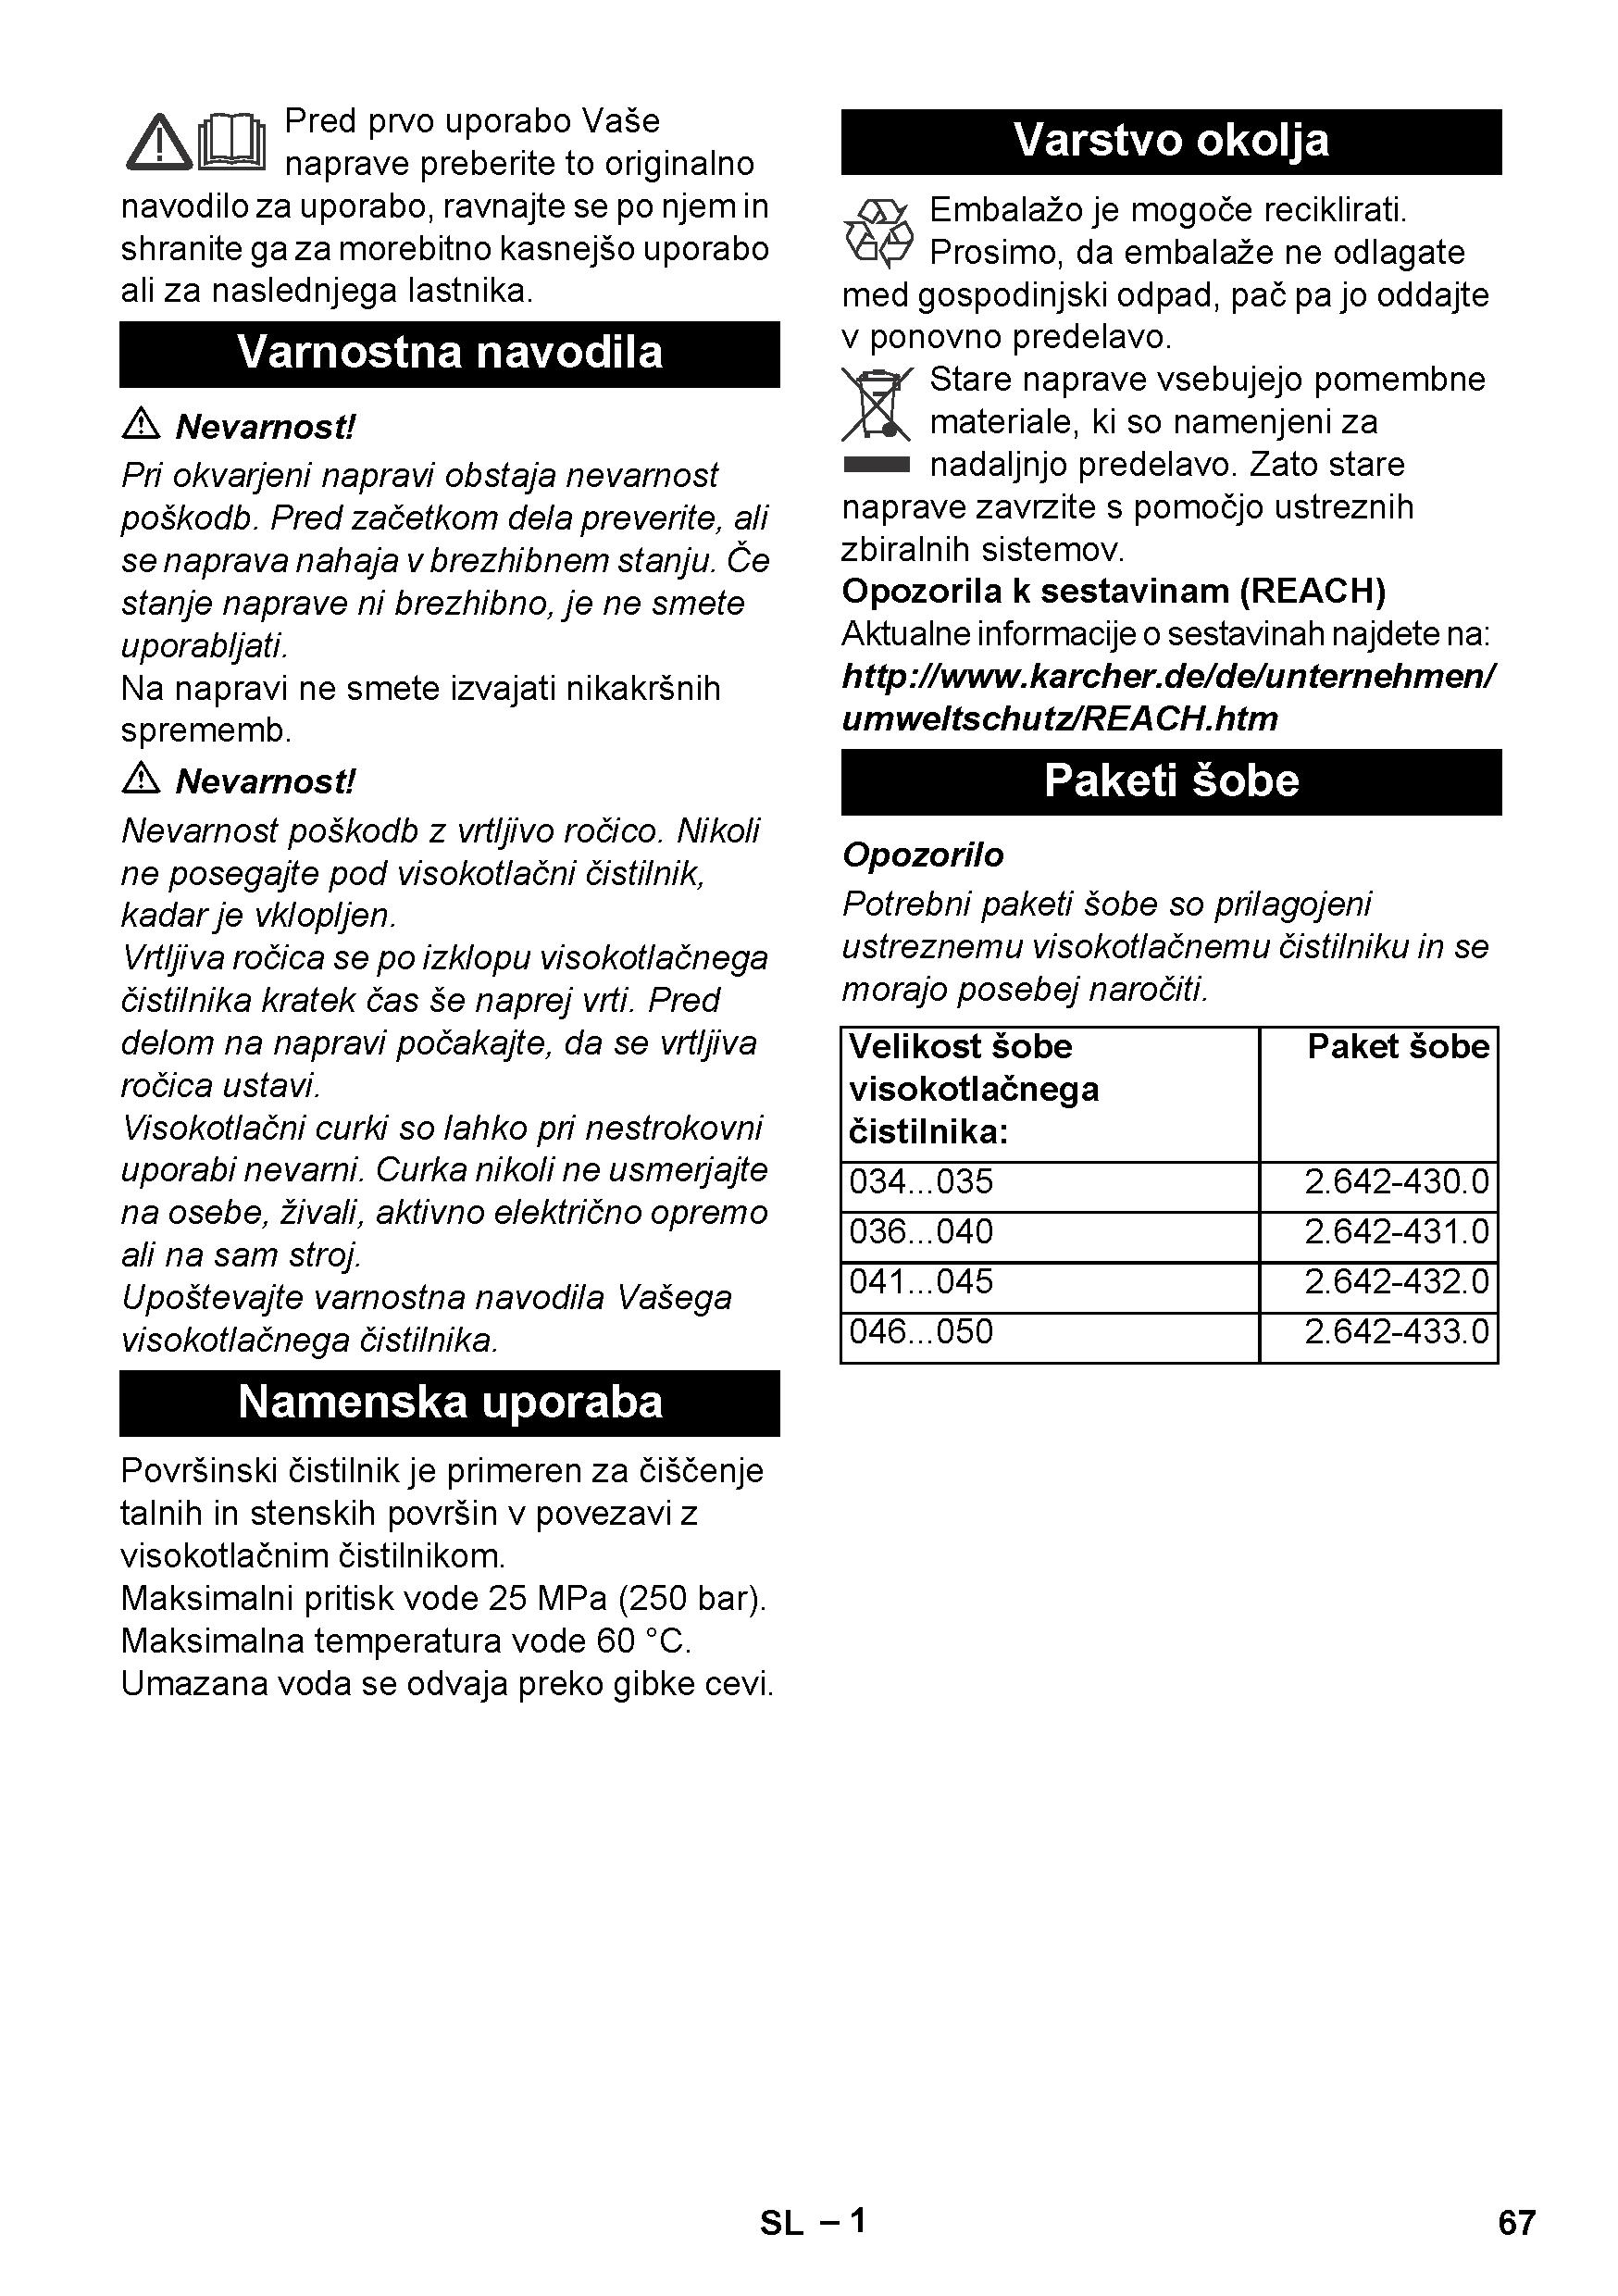 Pred prvo uporabo Vaše
naprave preberite to originalno
navodilo za uporabo, ravnajte se po njem in
shranite ga za morebitno kasnejšo uporabo
ali za naslednjega lastnika.
Varnostna navodila
Nevarnost!
Pri okvarjeni napravi obstaja nevarnost
poškodb. Pred začetkom dela preverite, ali
se naprava nahaja v brezhibnem stanju. Če
stanje naprave ni brezhibno, je ne smete
uporabljati.
Na napravi ne smete izvajati nikakršnih
sprememb.
Nevarnost!
Nevarnost poškodb z vrtljivo ročico. Nikoli
ne posegajte pod visokotlačni čistilnik,
kadar je vklopljen.
Vrtljiva ročica se po izklopu visokotlačnega
čistilnika kratek čas še naprej vrti. Pred
delom na napravi počakajte, da se vrtljiva
ročica ustavi.
Visokotlačni curki so lahko pri nestrokovni
uporabi nevarni. Curka nikoli ne usmerjajte
na osebe, živali, aktivno električno opremo
ali na sam stroj.
Upoštevajte varnostna navodila Vašega
visokotlačnega čistilnika.
Namenska uporaba
Površinski čistilnik je primeren za čiščenje
talnih in stenskih površin v povezavi z
visokotlačnim čistilnikom.
Maksimalni pritisk vode 25 MPa (250 bar).
Maksimalna temperatura vode 60 °C.
Umazana voda se odvaja preko gibke cevi.
Varstvo okolja
Embalažo je mogoče reciklirati.
Prosimo, da embalaže ne odlagate
med gospodinjski odpad, pač pa jo oddajte
v ponovno predelavo.
Stare naprave vsebujejo pomembne
materiale, ki so namenjeni za
nadaljnjo predelavo. Zato stare
naprave zavrzite s pomočjo ustreznih
zbiralnih sistemov.
Opozorila k sestavinam (REACH)
Aktualne informacije o sestavinah najdete na:
http://www.karcher.de/de/unternehmen/
umweltschutz/REACH.htm
Paketi šobe
Opozorilo
Potrebni paketi šobe so prilagojeni
ustreznemu visokotlačnemu čistilniku in se
morajo posebej naročiti.
Velikost šobe Paket šobe
visokotlačnega
čistilnika:
034...035 2.642-430.0
036...040 2.642-431.0
041...045 2.642-432.0
046...050 2.642-433.0
SL – 1 67